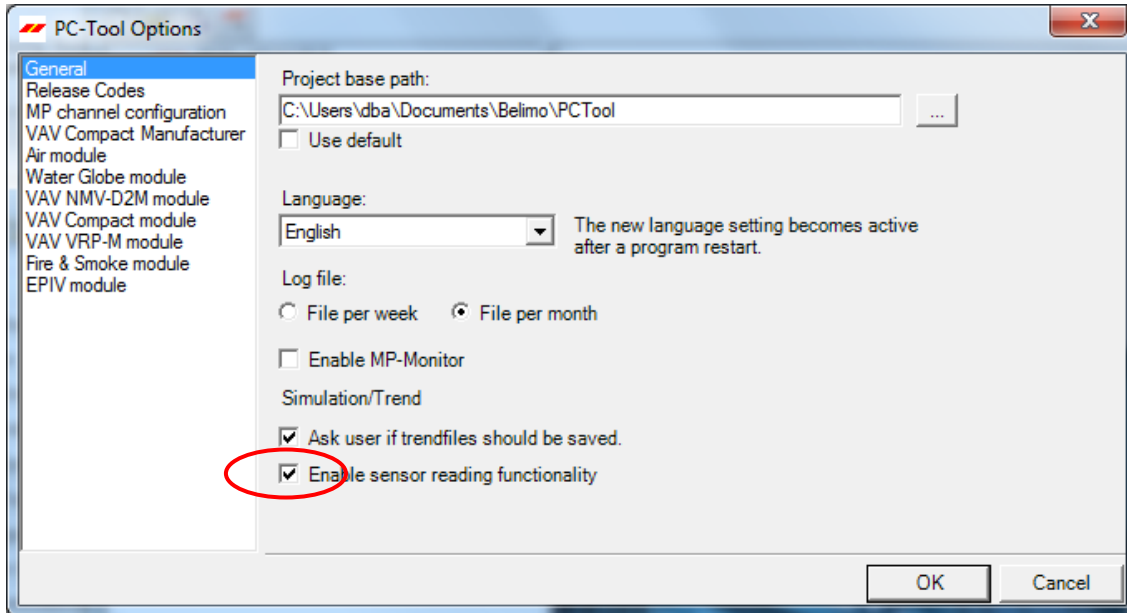 PC-Tool Options
General
Release Codes
MP channel configuration
VAV Compact Manufacturer
Air module
Water Globe module
VAV NMV-D2M module
VAV Compact module
VAV VRP-M module
Fire & Smoke module
EPIV module
Project base path:
C:\Users\dba\Documents\Belimo\PCTool
...
Use default
Language:
English
The new language setting becomes active
after a program restart.
Log file:
File per week File per month
Enable MP-Monitor
Simulation/Trend
Ask user if trendfiles should be saved.
Enable sensor reading functionality
OK Cancel